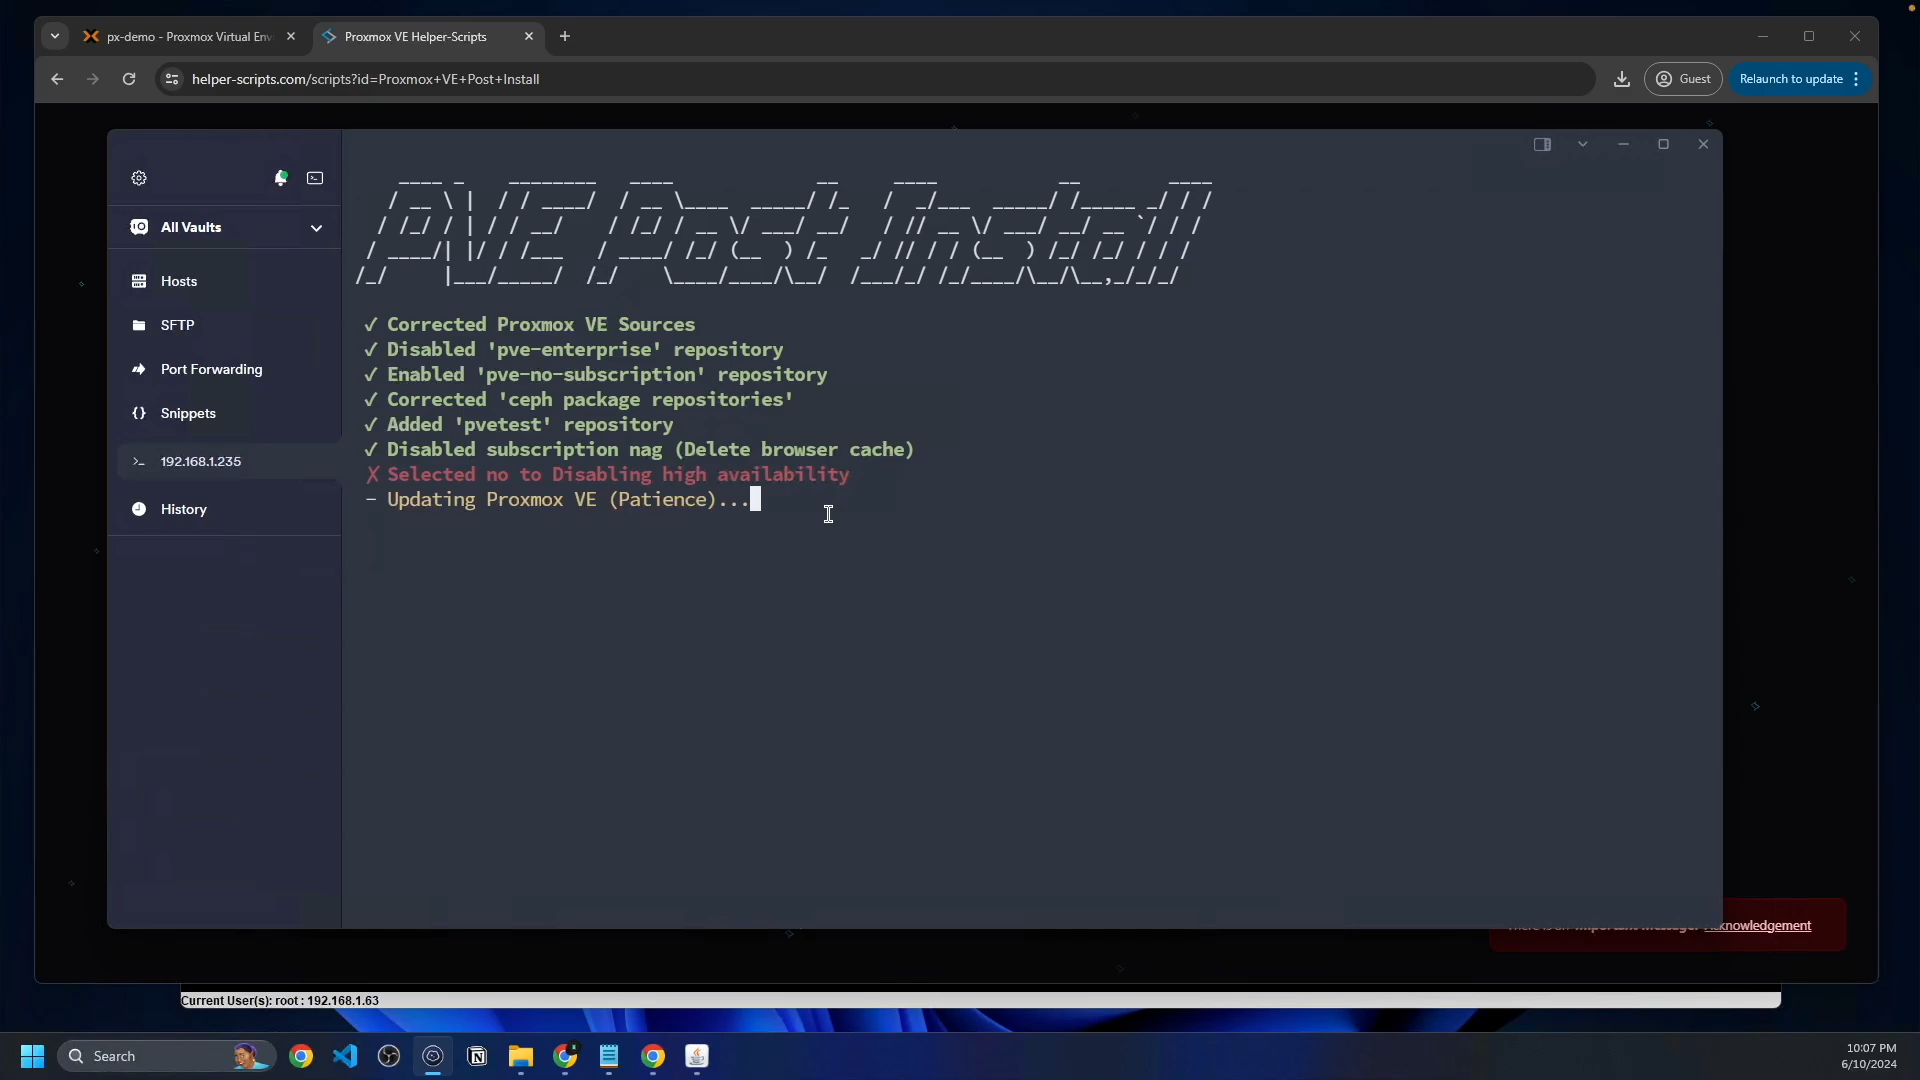 px-demo - Proxmox Virtual Env
Proxmox VE Helper-Scripts
helper-scripts.com/scripts?id=Proxmox+VE+Post+Install
Guest
Relaunch to update
All Vaults
Hosts
SFTP
Port Forwarding
Snippets
192.168.1.235
History
PVE Post Install
✓ Corrected Proxmox VE Sources
✓ Disabled 'pve-enterprise' repository
✓ Enabled 'pve-no-subscription' repository
✓ Corrected 'ceph package repositories'
✓ Added 'pvetest' repository
✓ Disabled subscription nag (Delete browser cache)
✗ Selected no to Disabling high availability
- Updating Proxmox VE (Patience)...
Acknowledgement
Current User(s): root : 192.168.1.63
Search
10:07 PM
6/10/2024